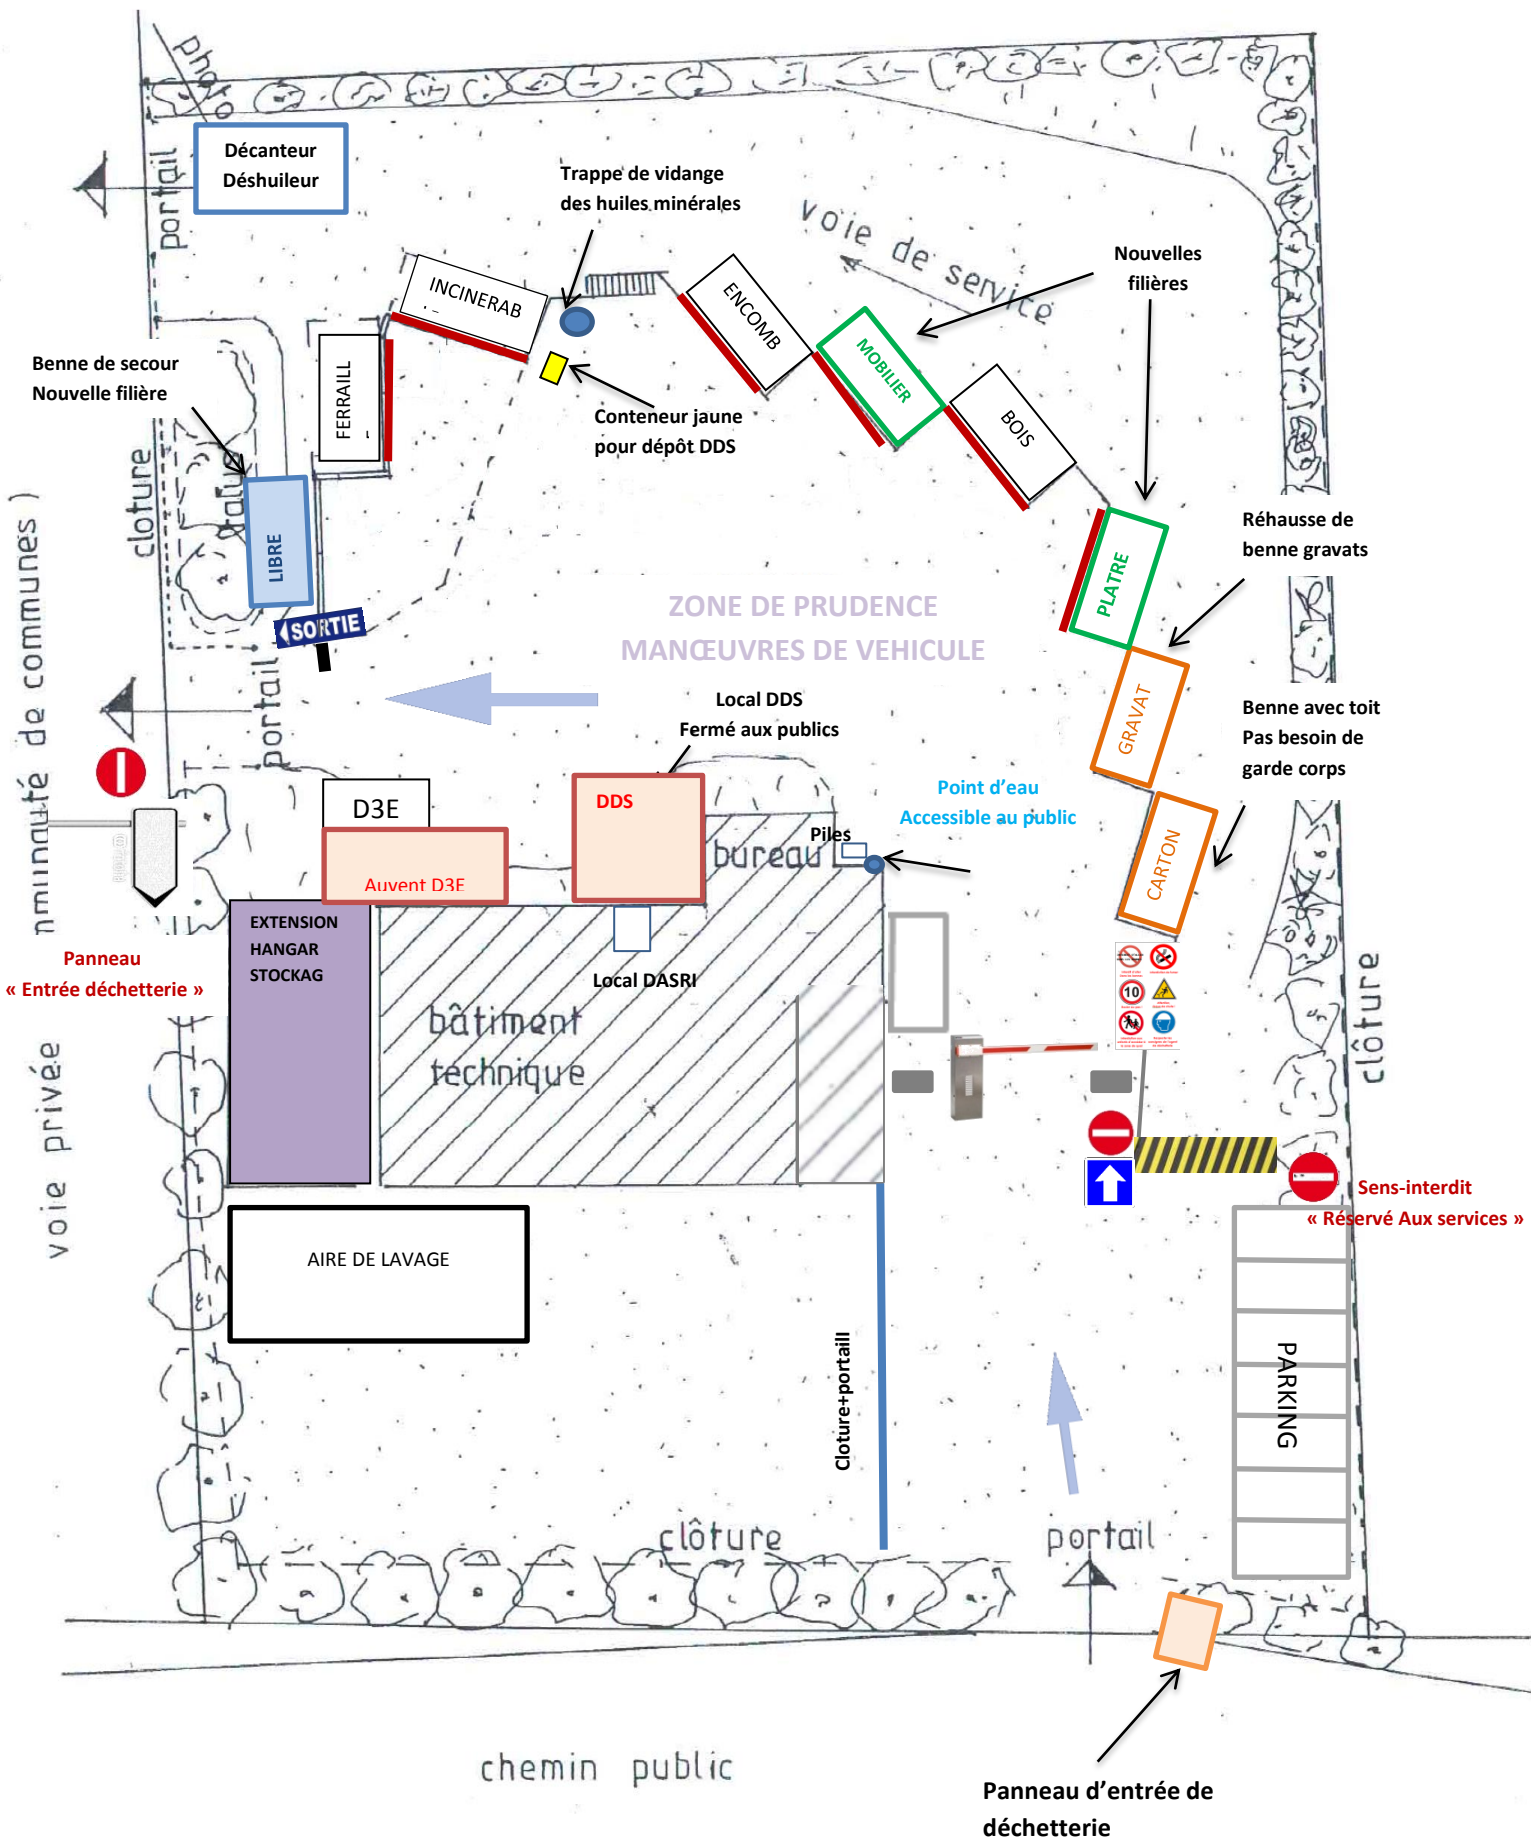 photo
Décanteur
Déshuileur
portail
Trappe de vidange
des huiles minérales
voie de service
Nouvelles
filières
INCINERAB
ENCOMB
MOBILIER
BOIS
FERRAILL
Benne de secour
Nouvelle filière
Conteneur jaune
pour dépôt DDS
cloture
talus
LIBRE
SORTIE
PLATRE
Réhausse de
benne gravats
ZONE DE PRUDENCE
MANŒUVRES DE VEHICULE
portail
Local DDS
Fermé aux publics
GRAVAT
Benne avec toit
Pas besoin de
garde corps
D3E
DDS
Point d'eau
Accessible au public
Piles
bureau
CARTON
Auvent D3E
EXTENSION
HANGAR
STOCKAG
Panneau
« Entrée déchetterie »
Local DASRI
bâtiment
technique
10
clôture
voie privée
mmunauté de communes )
Sens-interdit
« Réservé Aux services »
AIRE DE LAVAGE
PARKING
Cloture+portaill
clôture
portail
chemin public
Panneau d'entrée de
déchetterie